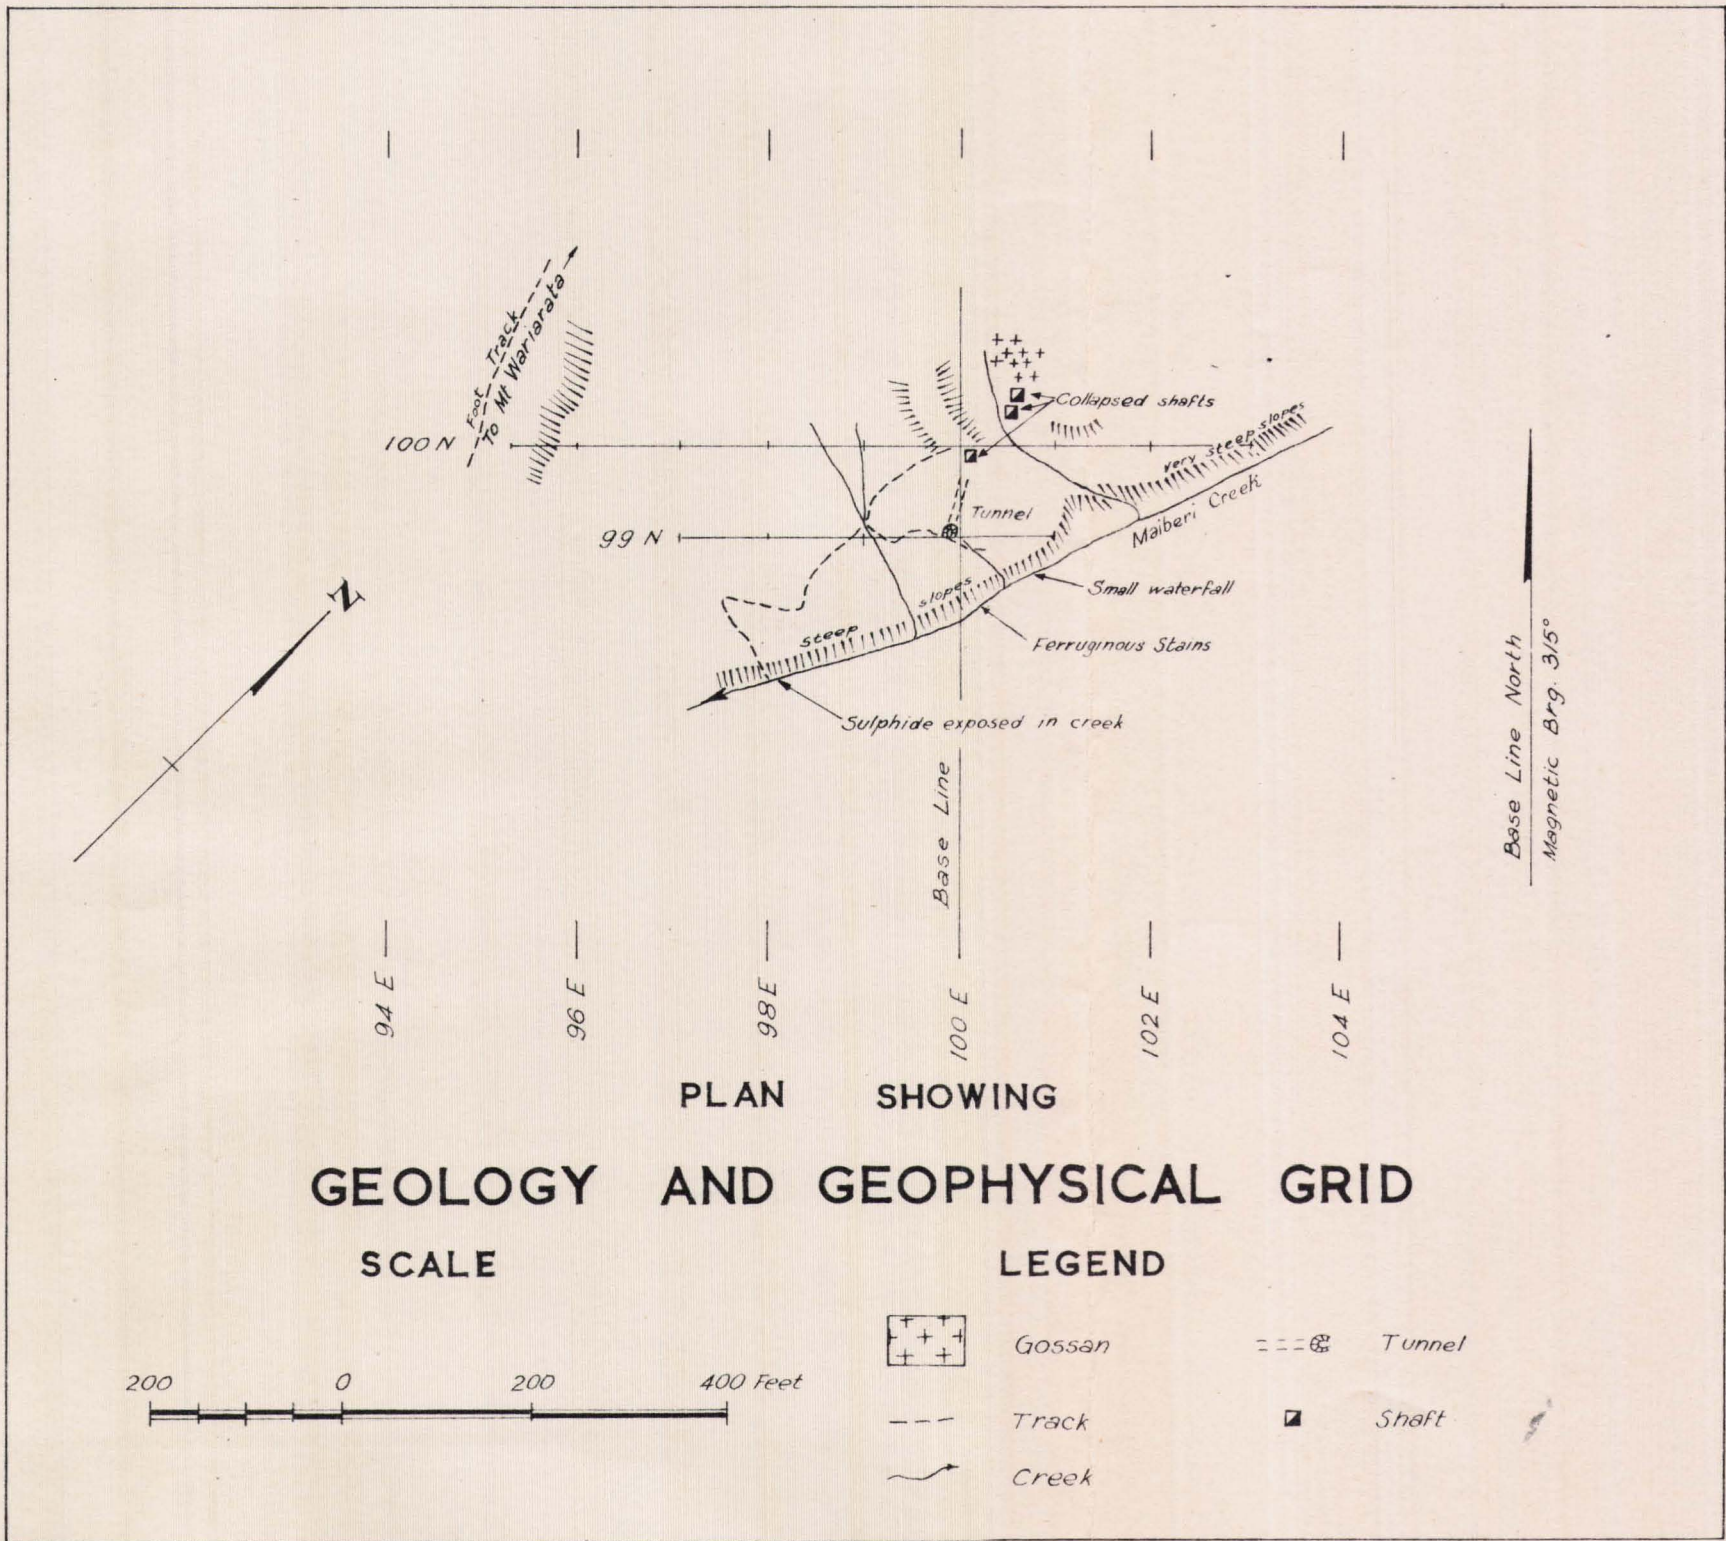 Foot Track
To Mt Wariarata
100 N
Collapsed shafts
very steep slopes
Maiberi Creek
99 N
Tunnel
N
Small waterfall
steep slopes
Ferruginous Stains
Sulphide exposed in creek
Base Line
Base Line North
Magnetic Brg. 315°
94 E
96 E
98 E
100 E
102 E
104 E
PLAN SHOWING
GEOLOGY AND GEOPHYSICAL GRID
SCALE
LEGEND
200 0 200 400 Feet
Gossan
Tunnel
Track
Shaft
Creek